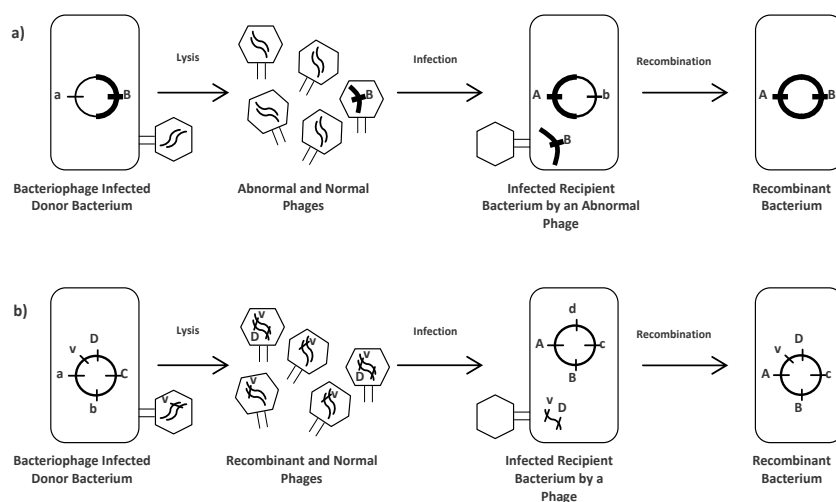 a)
Lysis
Infection
Recombination
a
B
B
A
b
B
A
B
Bacteriophage Infected
Donor Bacterium
Abnormal and Normal
Phages
Infected Recipient
Bacterium by an Abnormal
Phage
Recombinant
Bacterium
b)
Lysis
Infection
Recombination
D
v
a
C
b
v
v
D
v
v
D
v
v
d
A
c
B
v
D
D
v
A
c
B
Bacteriophage Infected
Donor Bacterium
Recombinant and Normal
Phages
Infected Recipient
Bacterium by a
Phage
Recombinant
Bacterium